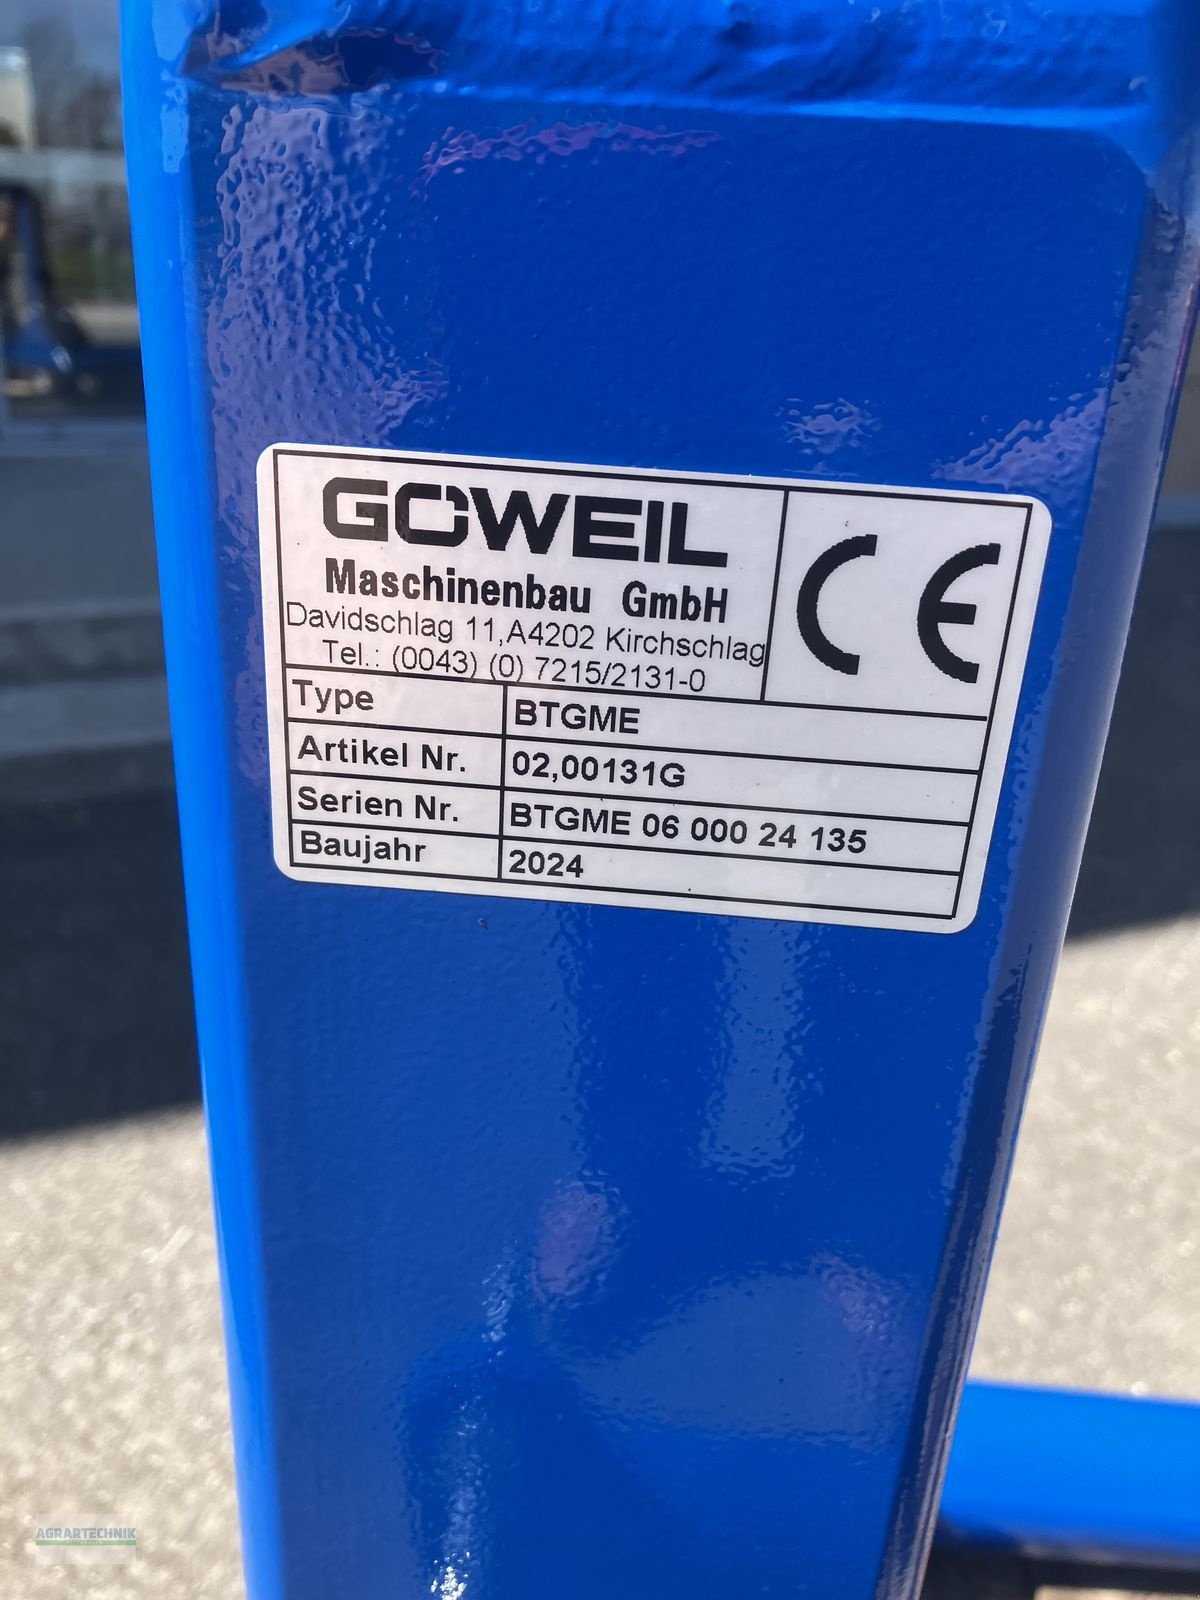 GÖWEIL
Maschinenbau GmbH
Davidschlag 11,A4202 Kirchschlag
Tel.: (0043) (0) 7215/2131-0
CE
Type BTGME
Artikel Nr. 02,00131G
Serien Nr. BTGME 06 000 24 135
Baujahr 2024
AGRARTECHNIK